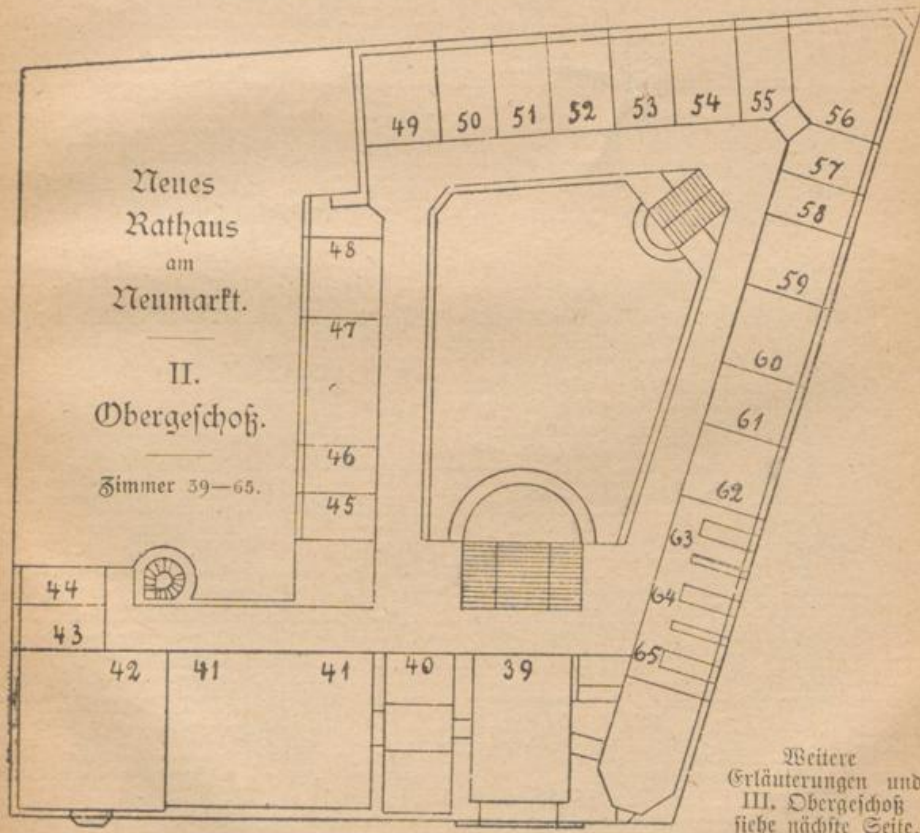 Neues
Rathaus
am
Neumarkt.
II.
Obergeschoß.
Zimmer 39—65.
49 50 51 52 53 54 55 56
57
58
59
60
61
62
63
64
65
48
47
46
45
44
43
42 41 41 40 39
Weitere
Erläuterungen und
III. Obergeschoß
siehe nächste Seite